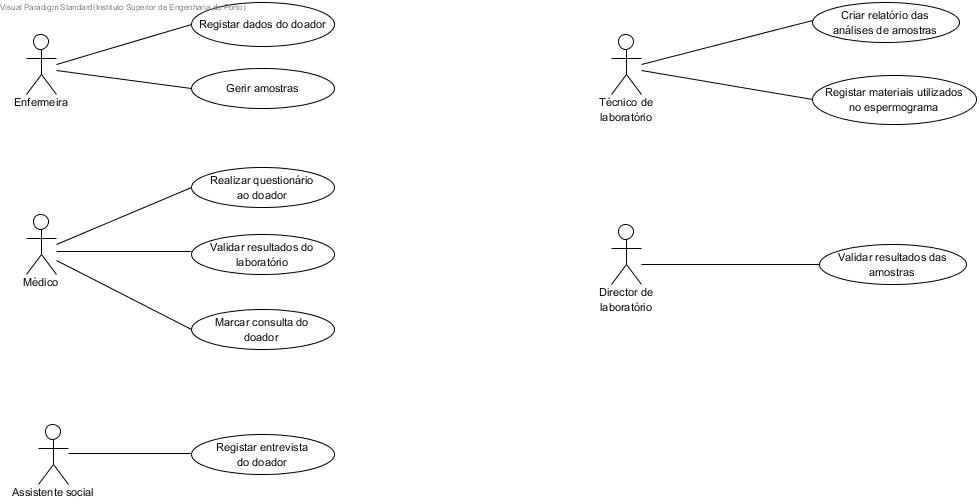 Visual Paradigm Standard(Instituto Superior de Engenharia do Porto)
Registar dados do doador
Enfermeira
Gerir amostras
Criar relatório das
análises de amostras
Técnico de
laboratório
Registar materiais utilizados
no espermograma
Realizar questionário
ao doador
Médico
Validar resultados do
laboratório
Marcar consulta do
doador
Director de
laboratório
Validar resultados das
amostras
Assistente social
Registar entrevista
do doador